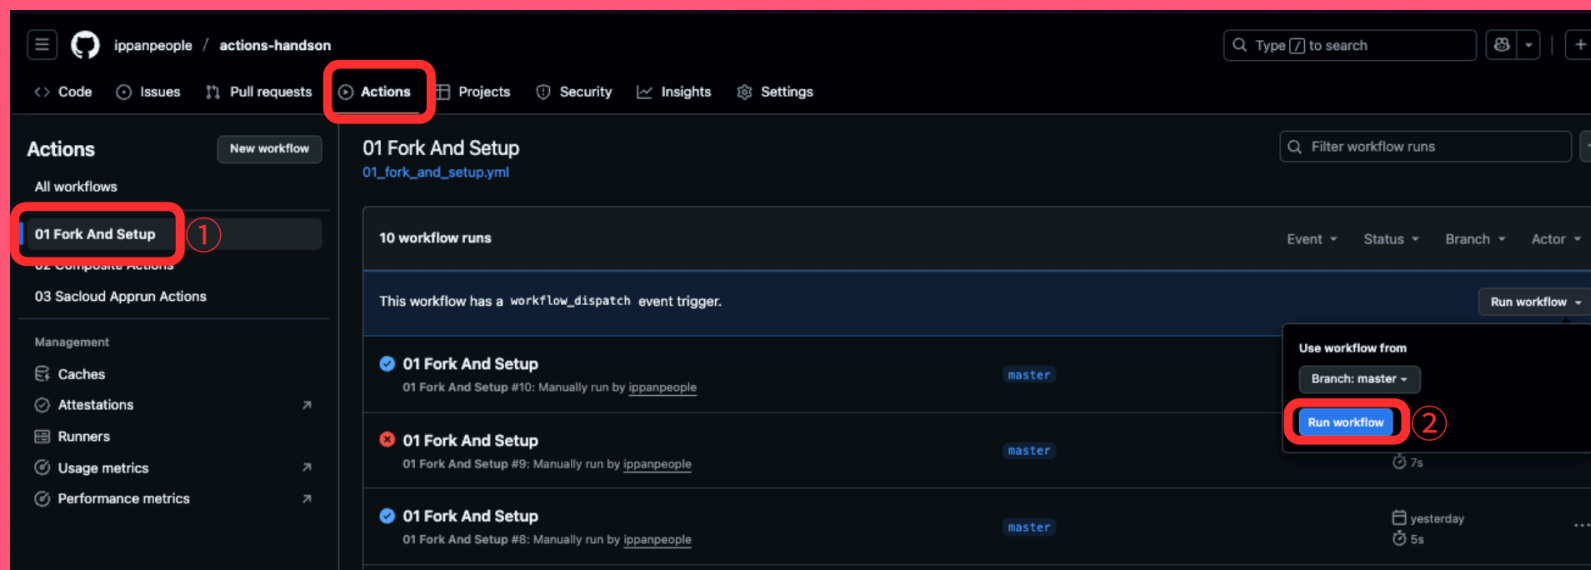 ippanpeople / actions-handson
Type / to search
Code Issues Pull requests Actions Projects Security Insights Settings
Actions
New workflow
All workflows
01 Fork And Setup ①
02 Composite Actions
03 Sacloud Apprun Actions
Management
Caches
Attestations
Runners
Usage metrics
Performance metrics
01 Fork And Setup
01_fork_and_setup.yml
Filter workflow runs
10 workflow runs
Event Status Branch Actor
This workflow has a workflow_dispatch event trigger.
Run workflow
Use workflow from
Branch: master
Run workflow ②
01 Fork And Setup
01 Fork And Setup #10: Manually run by ippanpeople
master
01 Fork And Setup
01 Fork And Setup #9: Manually run by ippanpeople
master
7s
01 Fork And Setup
01 Fork And Setup #8: Manually run by ippanpeople
master
yesterday
5s